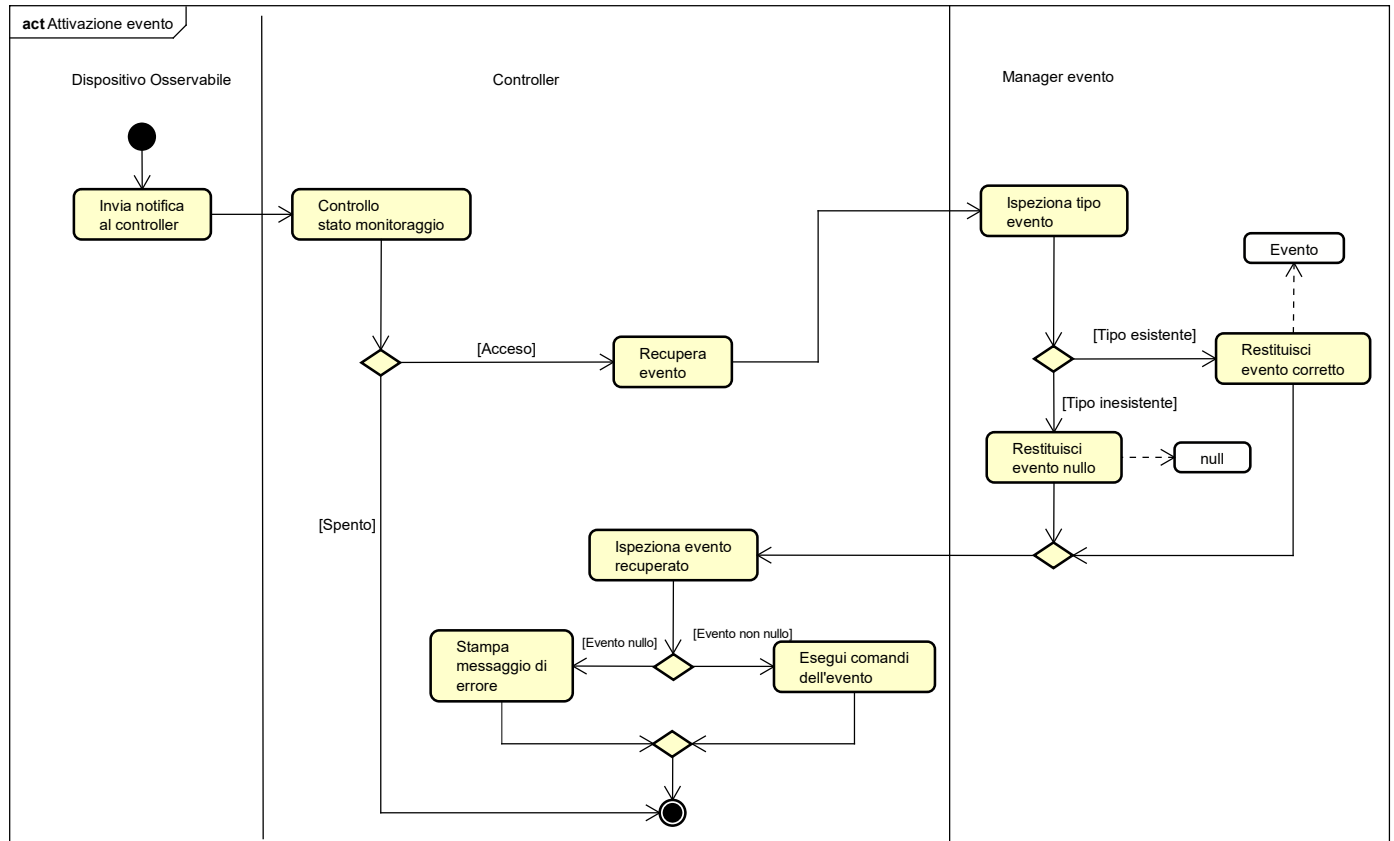 act Attivazione evento
Dispositivo Osservabile
Controller
Manager evento
Invia notifica
al controller
Controllo
stato monitoraggio
Ispeziona tipo
evento
Evento
[Acceso]
Recupera
evento
[Tipo esistente]
Restituisci
evento corretto
[Tipo inesistente]
Restituisci
evento nullo
null
[Spento]
Ispeziona evento
recuperato
[Evento nullo]
[Evento non nullo]
Stampa
messaggio di
errore
Esegui comandi
dell'evento